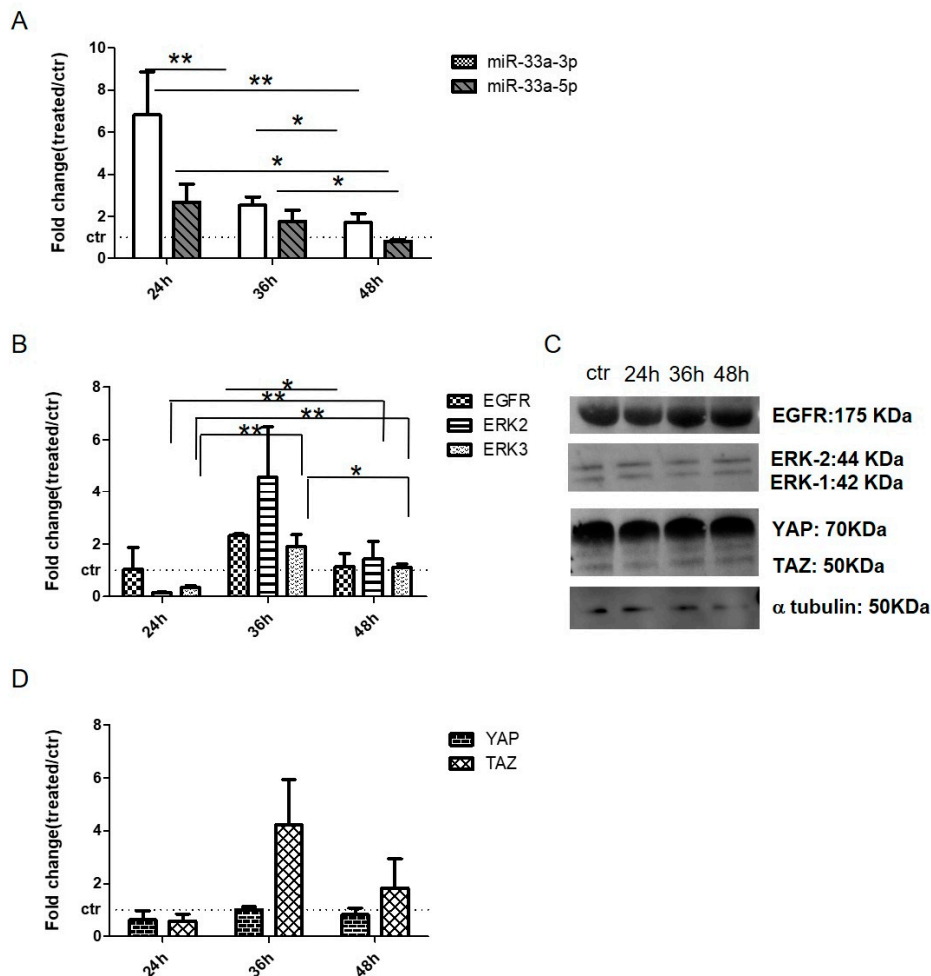 A
Fold change(treated/ctr)
10
8
6
4
2
ctr
0
**
**
*
*
*
24h
36h
48h
miR-33a-3p
miR-33a-5p
B
Fold change(treated/ctr)
8
6
4
2
ctr
0
*
**
**
**
*
24h
36h
48h
EGFR
ERK2
ERK3
C
ctr 24h 36h 48h
EGFR:175 KDa
ERK-2:44 KDa
ERK-1:42 KDa
YAP: 70KDa
TAZ: 50KDa
α tubulin: 50KDa
D
Fold change(treated/ctr)
8
6
4
2
ctr
0
24h
36h
48h
YAP
TAZ